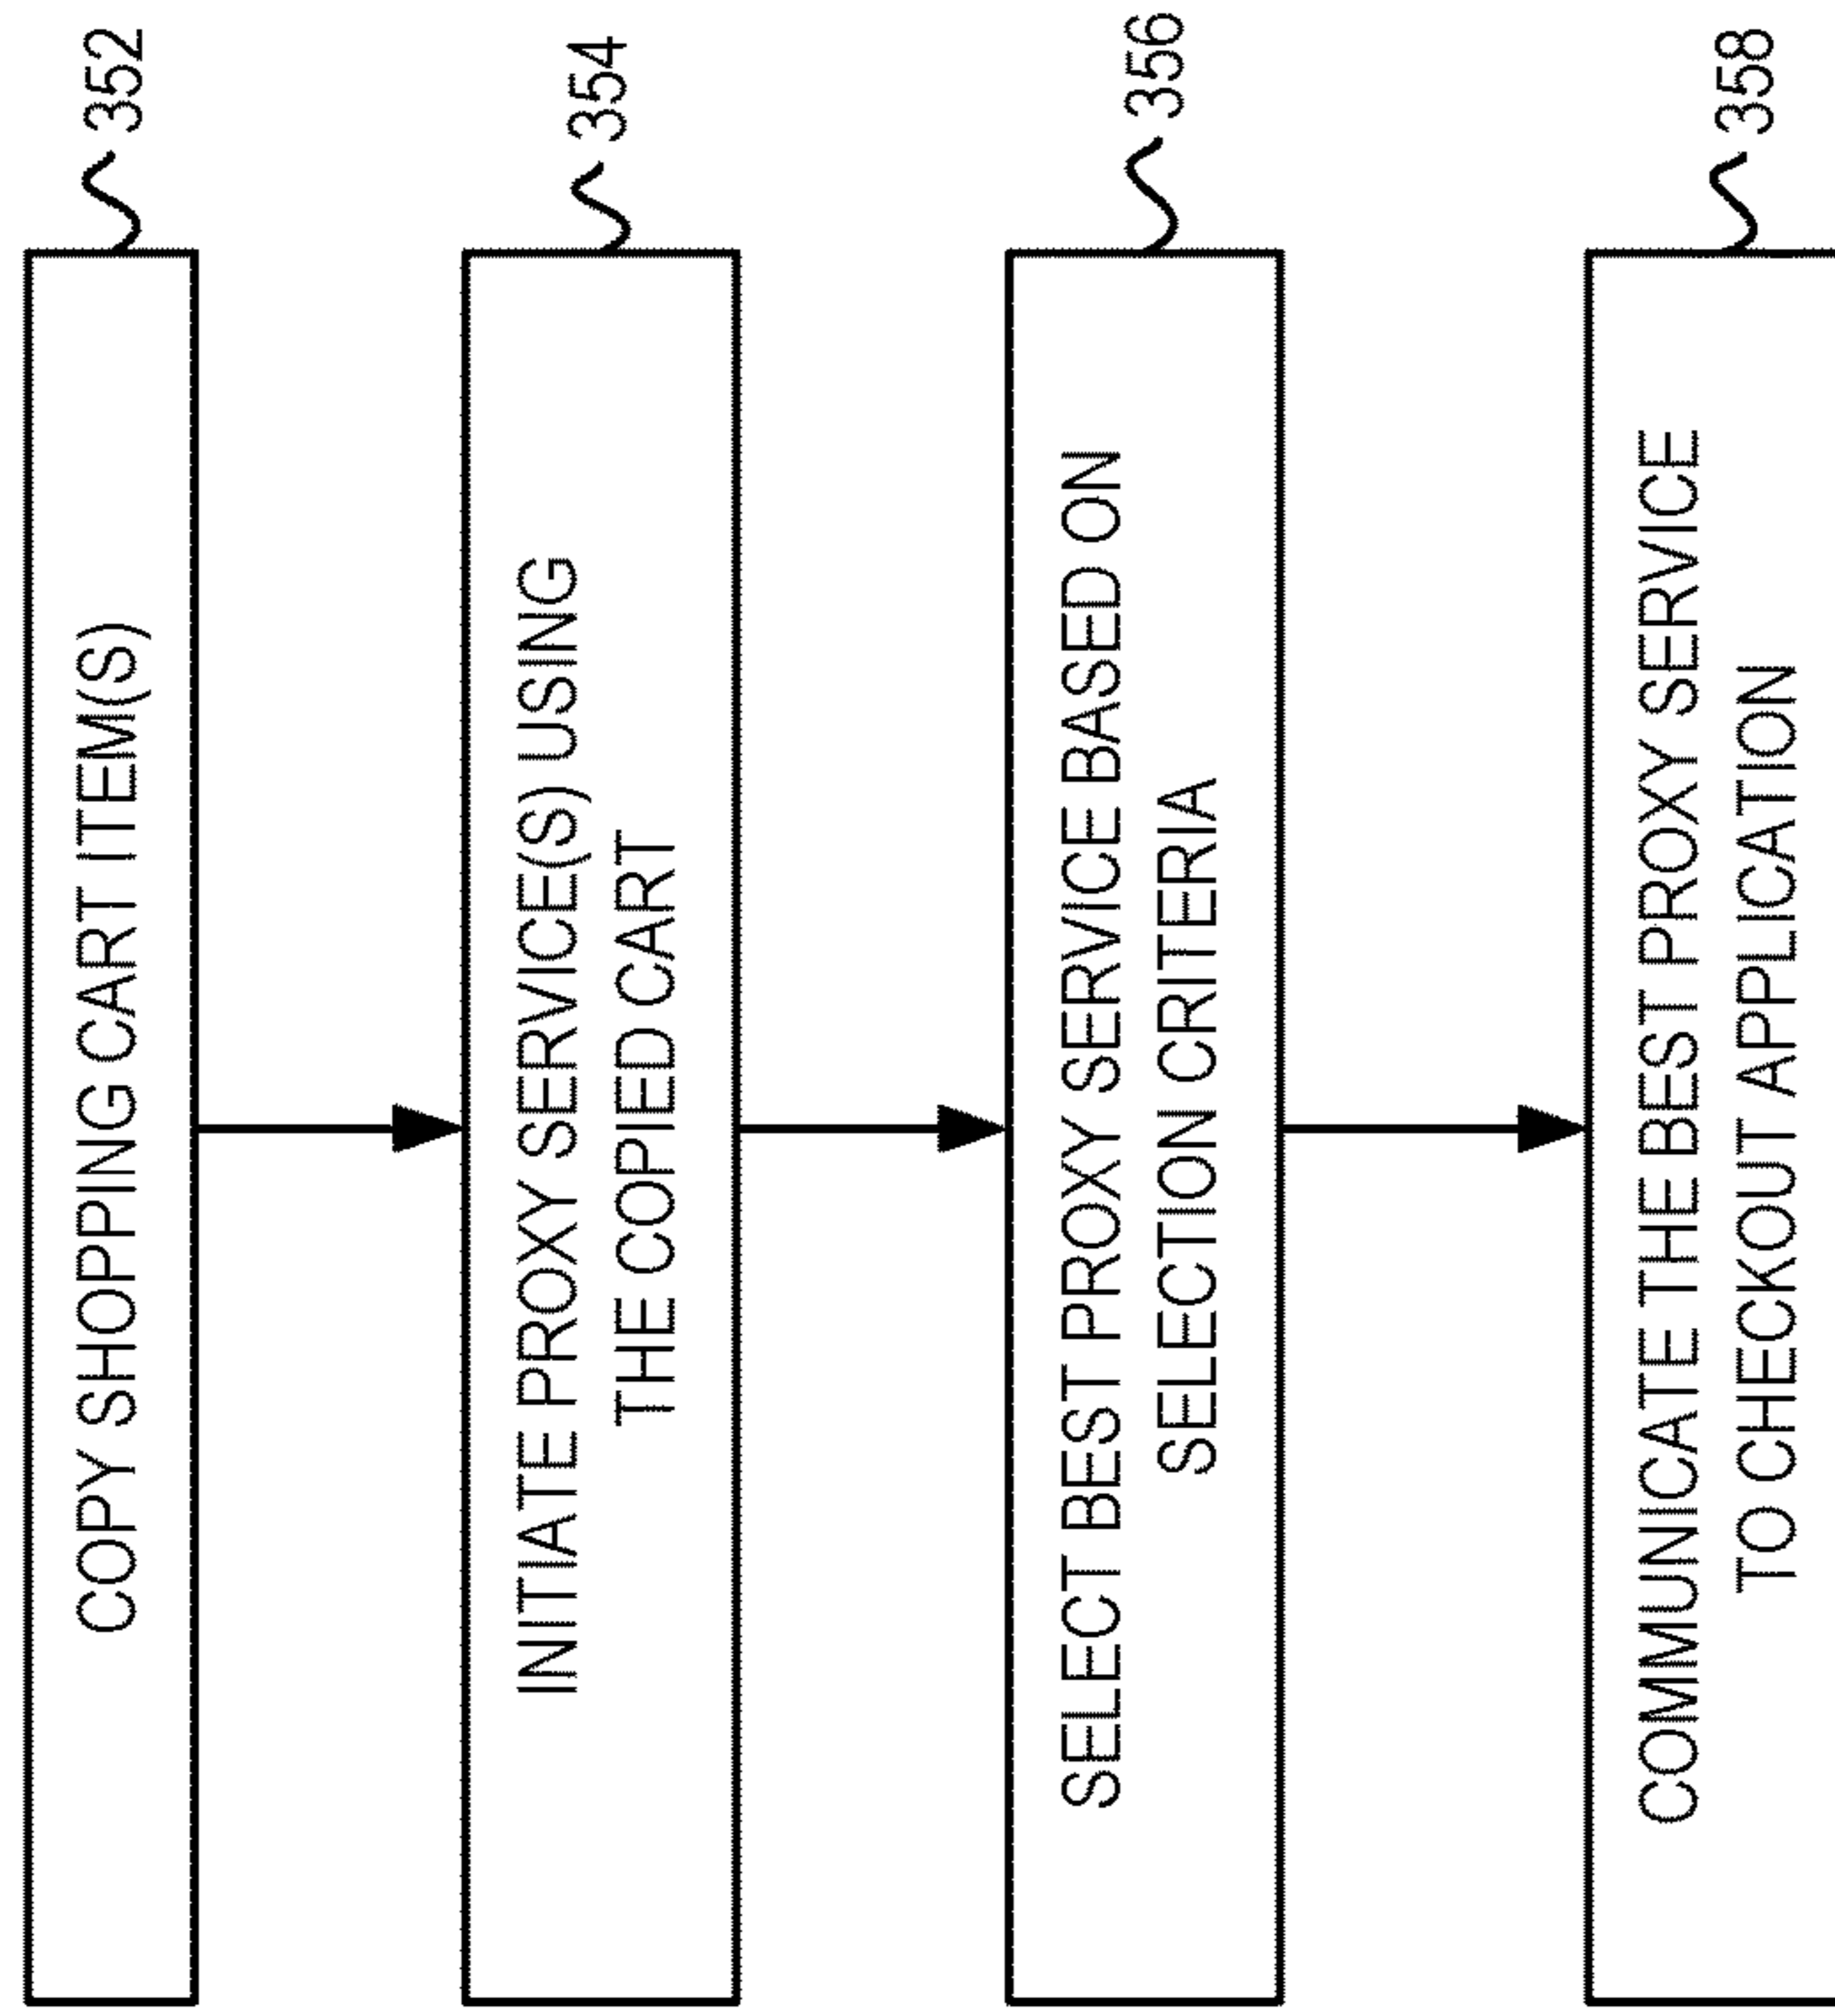 COPY SHOPPING CART ITEM(S)
352
INITIATE PROXY SERVICE(S) USING
THE COPIED CART
354
SELECT BEST PROXY SERVICE BASED ON
SELECTION CRITERIA
356
COMMUNICATE THE BEST PROXY SERVICE
TO CHECKOUT APPLICATION
358